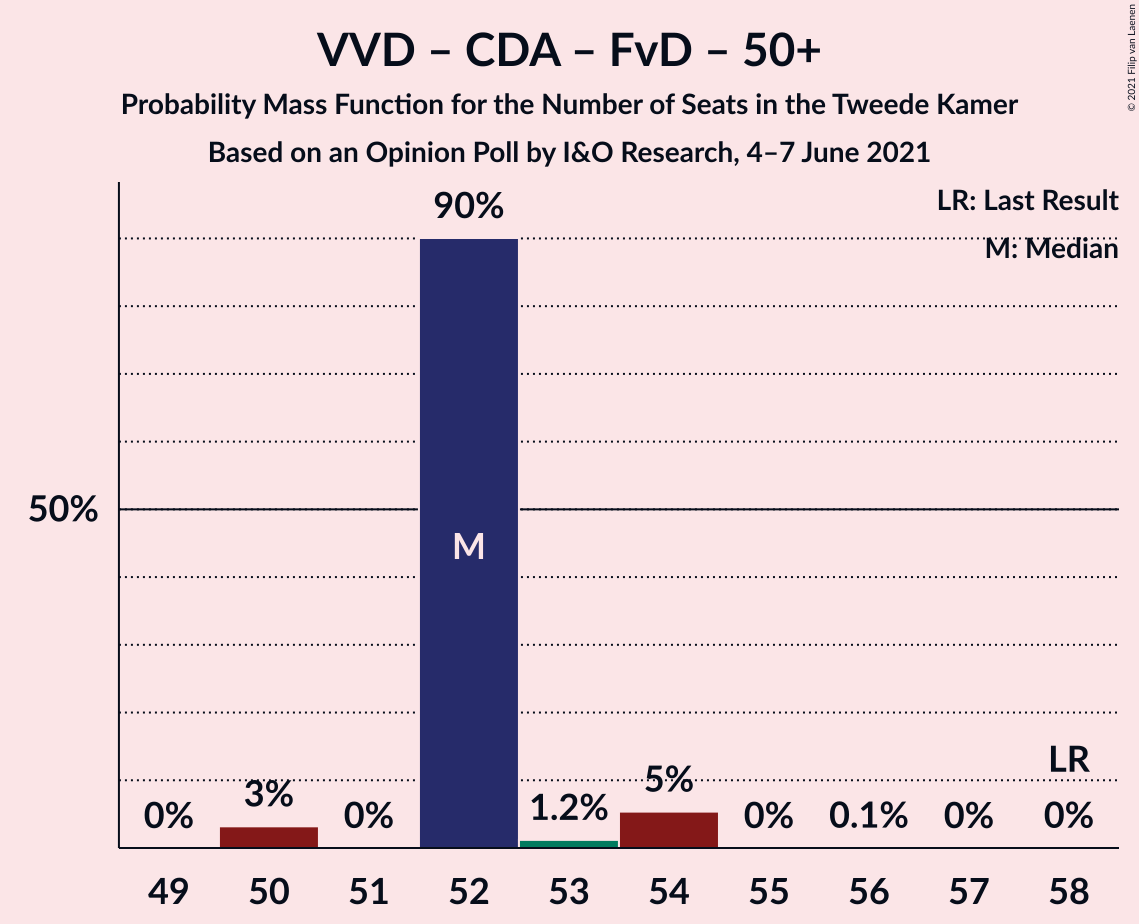 VVD – CDA – FvD – 50+
Probability Mass Function for the Number of Seats in the Tweede Kamer
Based on an Opinion Poll by I&O Research, 4–7 June 2021
© 2021 Filip van Laenen
LR: Last Result
M: Median
90%
50%
M
LR
0% 3% 0% 1.2% 5% 0% 0.1% 0% 0%
49 50 51 52 53 54 55 56 57 58